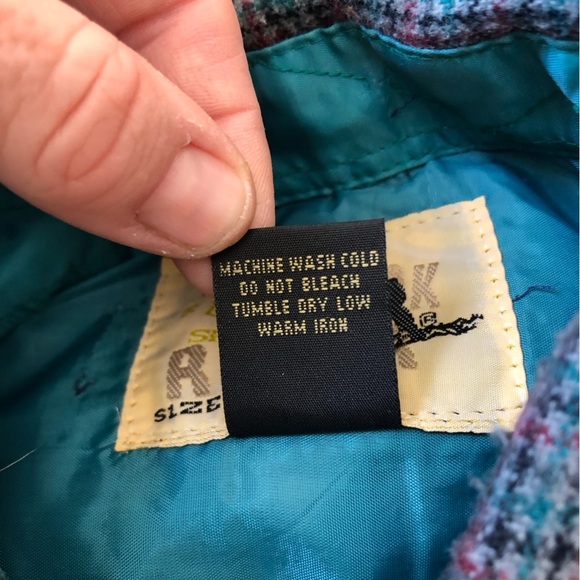 MACHINE WASH COLD
DO NOT BLEACH
TUMBLE DRY LOW
WARM IRON
SIZE